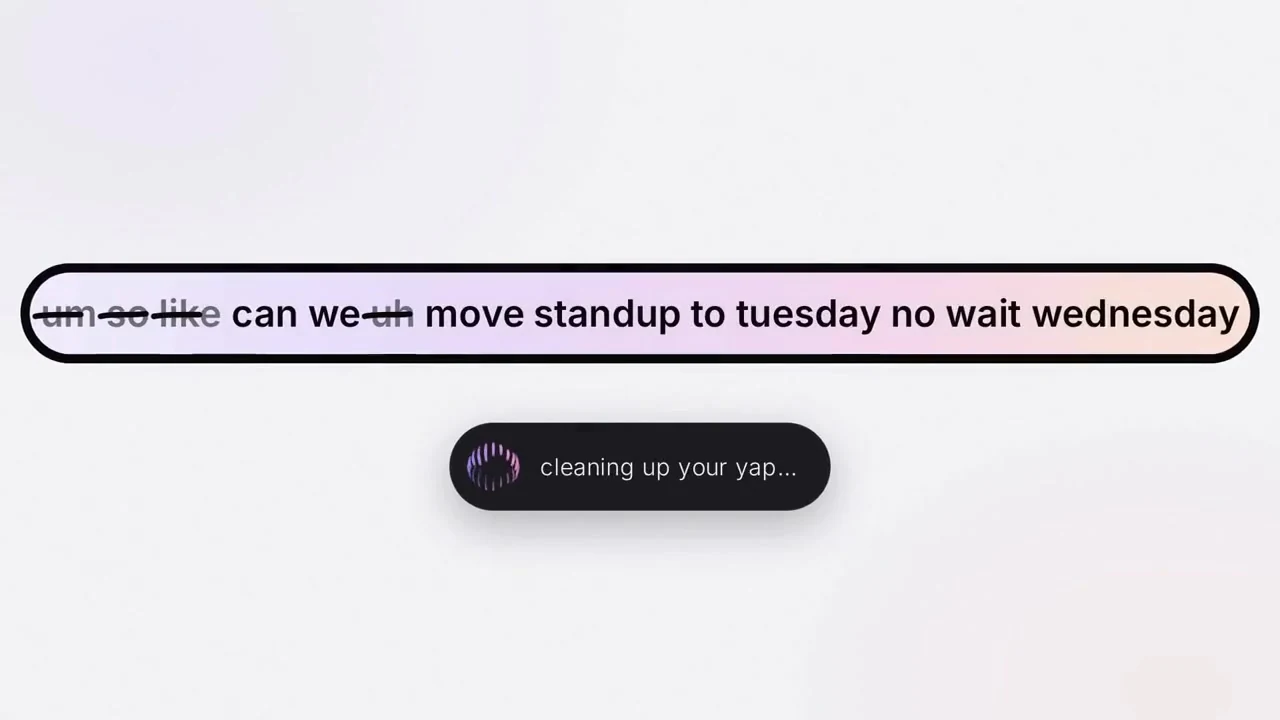 um so like can we uh move standup to tuesday no wait wednesday
cleaning up your yap...